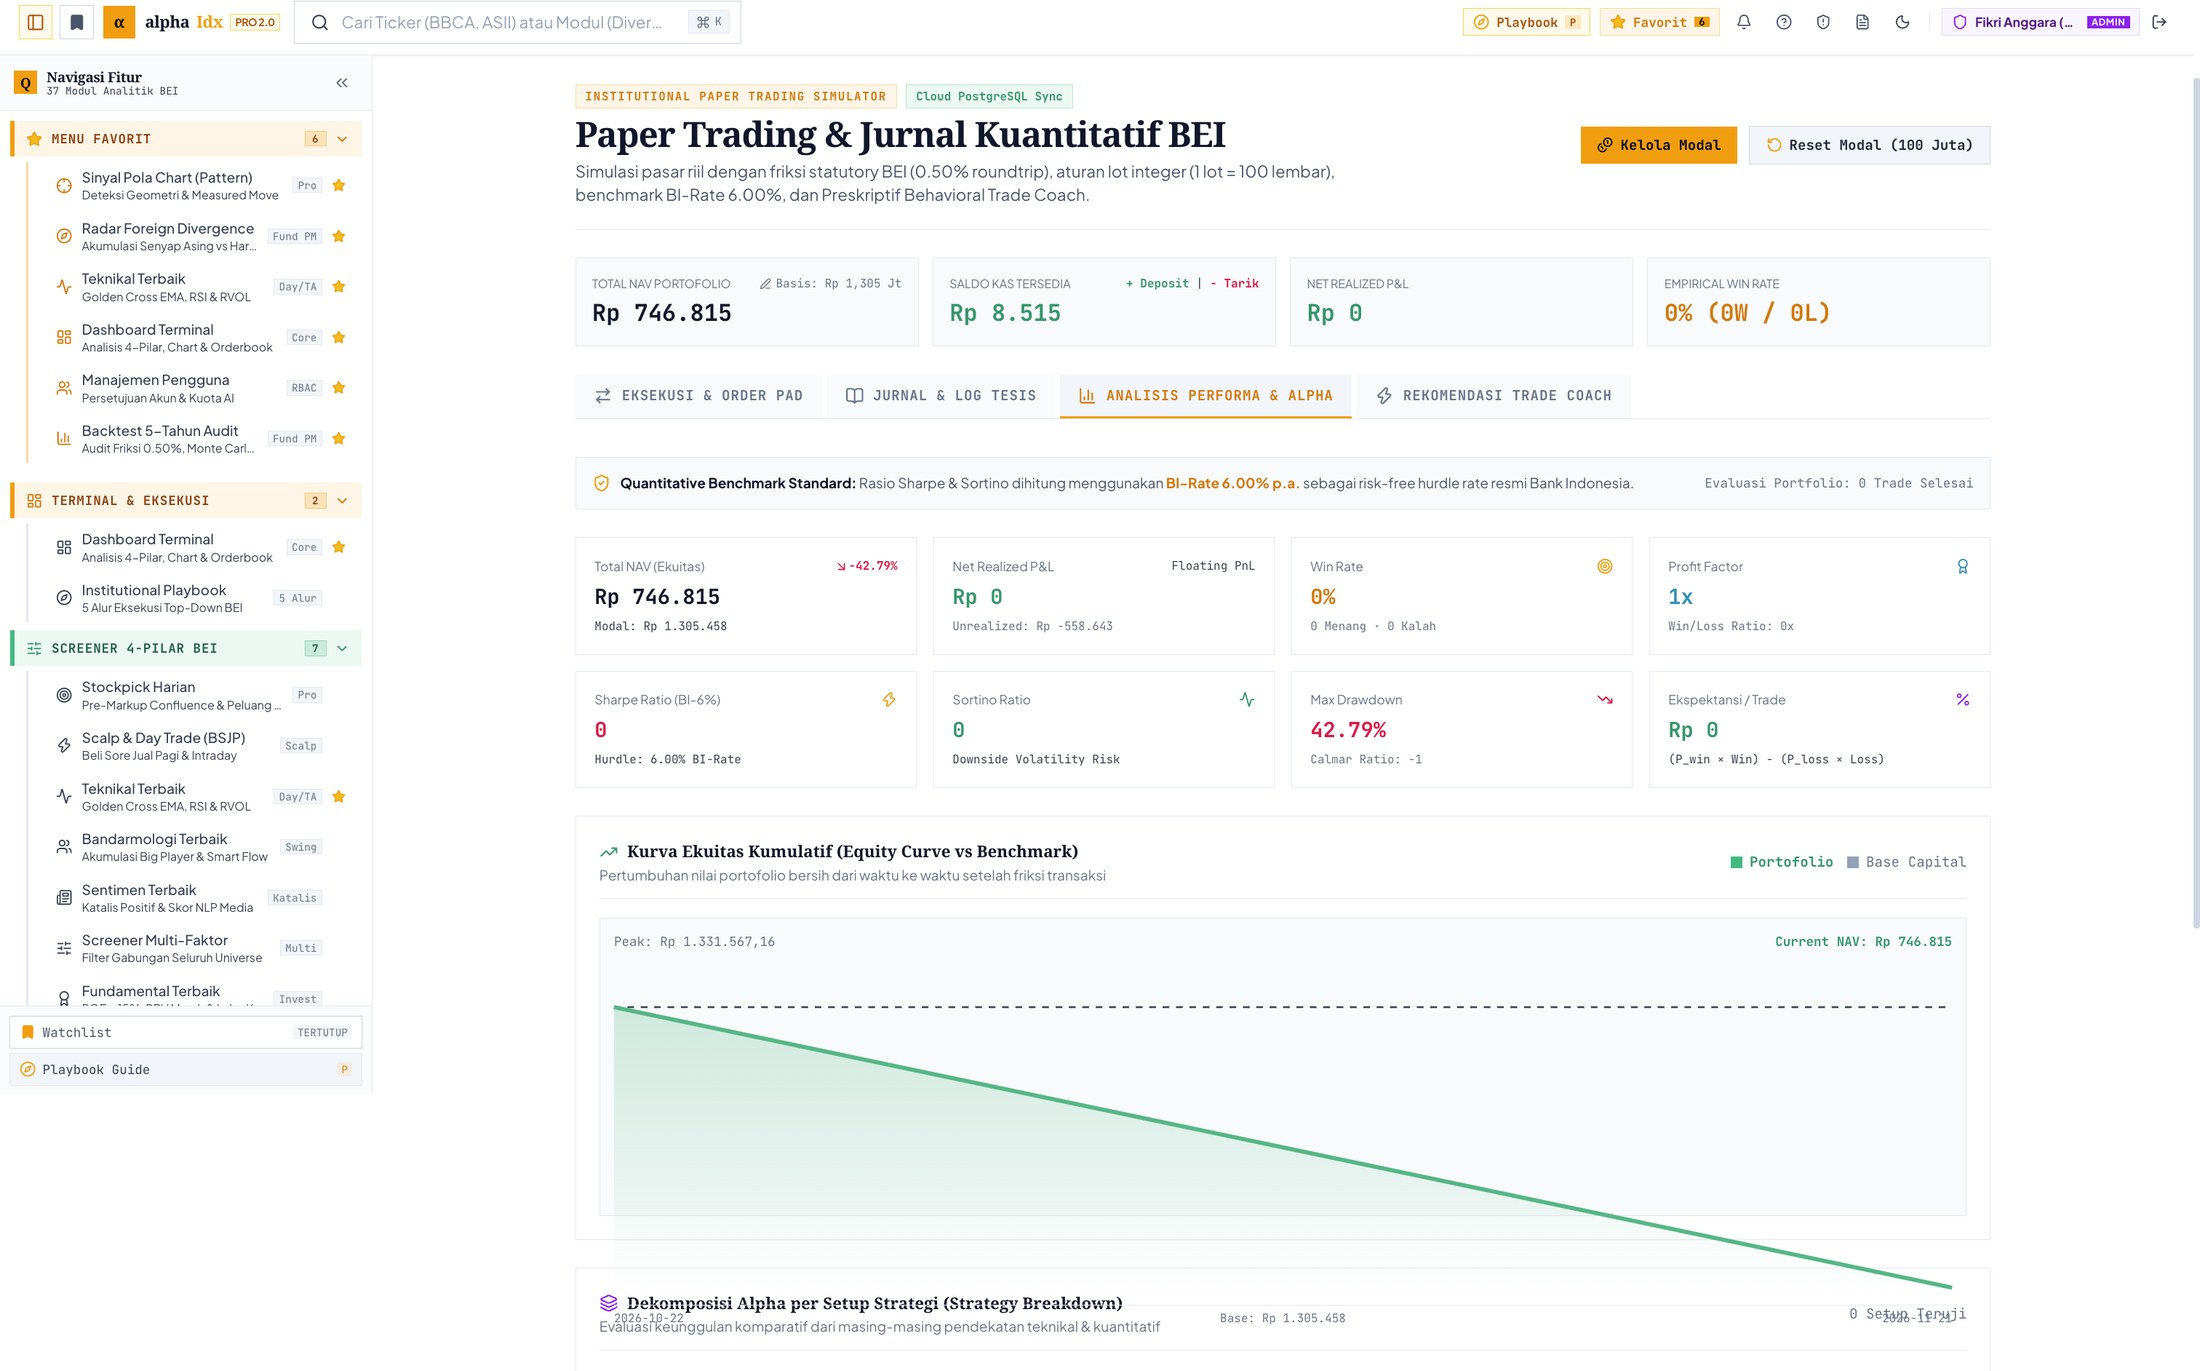 α
alpha Idx PRO 2.0
Cari Ticker (BBCA, ASII) atau Modul (Diver...
⌘ K
Playbook P
Favorit 6
Fikri Anggara (... ADMIN
Q
Navigasi Fitur
37 Modul Analitik BEI
MENU FAVORIT 6
Sinyal Pola Chart (Pattern) Pro
Deteksi Geometri & Measured Move
Radar Foreign Divergence Fund PM
Akumulasi Senyap Asing vs Har...
Teknikal Terbaik Day/TA
Golden Cross EMA, RSI & RVOL
Dashboard Terminal Core
Analisis 4-Pilar, Chart & Orderbook
Manajemen Pengguna RBAC
Persetujuan Akun & Kuota AI
Backtest 5-Tahun Audit Fund PM
Audit Friksi 0.50%, Monte Carl...
TERMINAL & EKSEKUSI 2
Dashboard Terminal Core
Analisis 4-Pilar, Chart & Orderbook
Institutional Playbook 5 Alur
5 Alur Eksekusi Top-Down BEI
SCREENER 4-PILAR BEI 7
Stockpick Harian Pro
Pre-Markup Confluence & Peluang ...
Scalp & Day Trade (BSJP) Scalp
Beli Sore Jual Pagi & Intraday
Teknikal Terbaik Day/TA
Golden Cross EMA, RSI & RVOL
Bandarmologi Terbaik Swing
Akumulasi Big Player & Smart Flow
Sentimen Terbaik Katalis
Katalis Positif & Skor NLP Media
Screener Multi-Faktor Multi
Filter Gabungan Seluruh Universe
Fundamental Terbaik Invest
Watchlist TERTUTUP
Playbook Guide P
INSTITUTIONAL PAPER TRADING SIMULATOR Cloud PostgreSQL Sync
Paper Trading & Jurnal Kuantitatif BEI
Simulasi pasar riil dengan friksi statutory BEI (0.50% roundtrip), aturan lot integer (1 lot = 100 lembar),
benchmark BI-Rate 6.00%, dan Preskriptif Behavioral Trade Coach.
Kelola Modal
Reset Modal (100 Juta)
TOTAL NAV PORTOFOLIO Basis: Rp 1,305 Jt
Rp 746.815
SALDO KAS TERSEDIA + Deposit | - Tarik
Rp 8.515
NET REALIZED P&L
Rp 0
EMPIRICAL WIN RATE
0% (0W / 0L)
EKSEKUSI & ORDER PAD
JURNAL & LOG TESIS
ANALISIS PERFORMA & ALPHA
REKOMENDASI TRADE COACH
Quantitative Benchmark Standard: Rasio Sharpe & Sortino dihitung menggunakan BI-Rate 6.00% p.a. sebagai risk-free hurdle rate resmi Bank Indonesia.
Evaluasi Portfolio: 0 Trade Selesai
Total NAV (Ekuitas) -42.79%
Rp 746.815
Modal: Rp 1.305.458
Net Realized P&L Floating PnL
Rp 0
Unrealized: Rp -558.643
Win Rate
0%
0 Menang · 0 Kalah
Profit Factor
1x
Win/Loss Ratio: 0x
Sharpe Ratio (BI-6%)
0
Hurdle: 6.00% BI-Rate
Sortino Ratio
0
Downside Volatility Risk
Max Drawdown
42.79%
Calmar Ratio: -1
Ekspektansi / Trade
Rp 0
(P_win × Win) - (P_loss × Loss)
Kurva Ekuitas Kumulatif (Equity Curve vs Benchmark)
Pertumbuhan nilai portofolio bersih dari waktu ke waktu setelah friksi transaksi
Portofolio Base Capital
Peak: Rp 1.331.567,16
Current NAV: Rp 746.815
Dekomposisi Alpha per Setup Strategi (Strategy Breakdown)
0 Setup Teruji
2026-10-22 Base: Rp 1.305.458 2026-11-21
Evaluasi keunggulan komparatif dari masing-masing pendekatan teknikal & kuantitatif